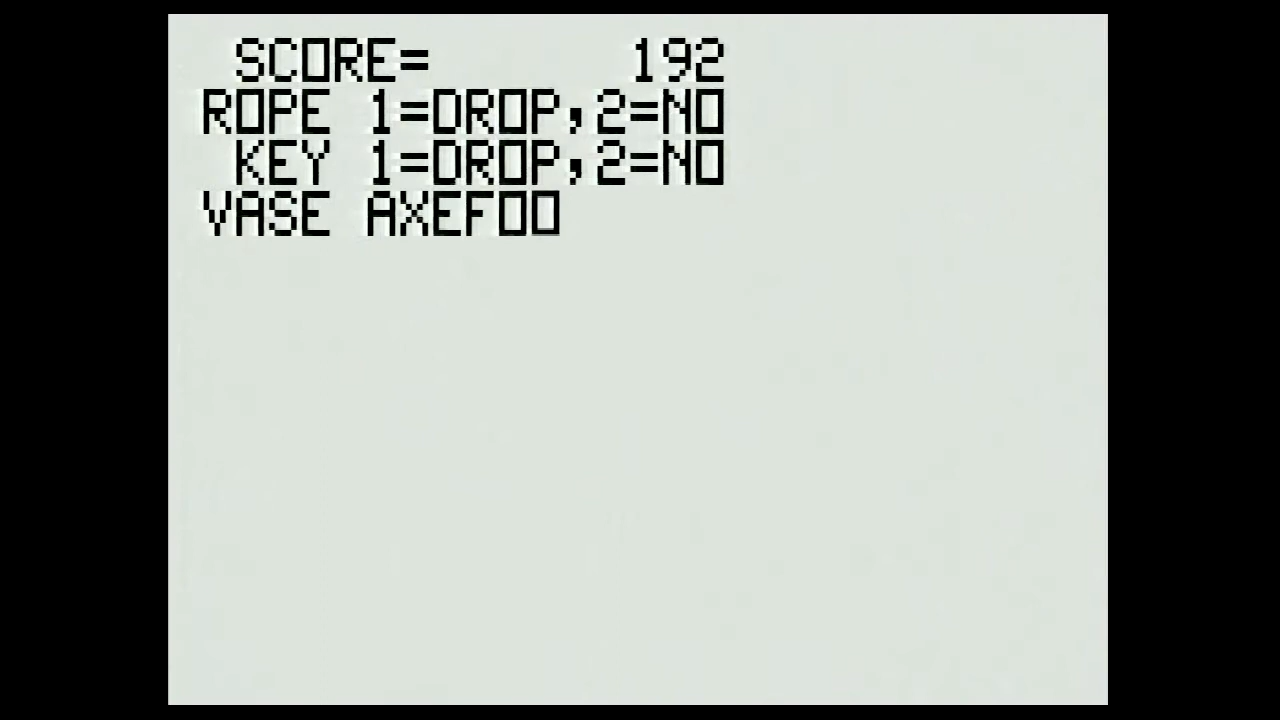 SCORE= 192
ROPE 1=DROP,2=NO
KEY 1=DROP,2=NO
VASE AXEFOO